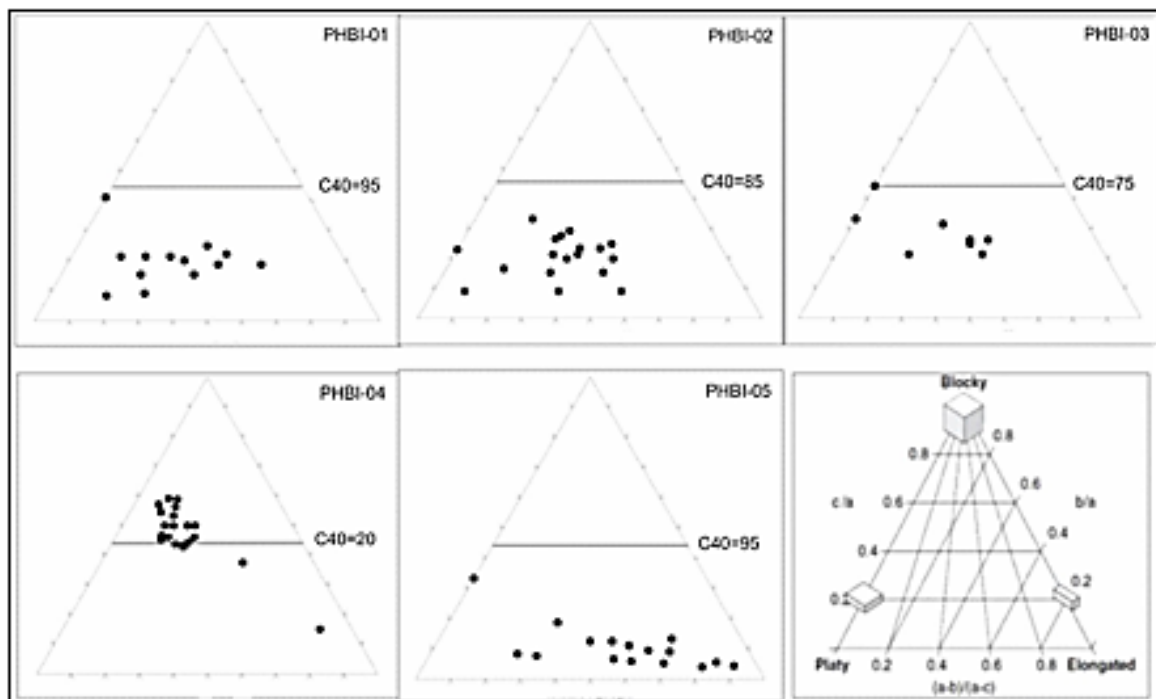 PHBI-01
C40=95
PHBI-02
C40=85
PHBI-03
C40=75
PHBI-04
C40=20
PHBI-05
C40=95
Blocky
0.8
0.8
c/a
0.6
0.6
b/a
0.4
0.4
0.2
0.2
Platy
0.2
0.4
0.6
0.8
Elongated
(a-b)/(a-c)